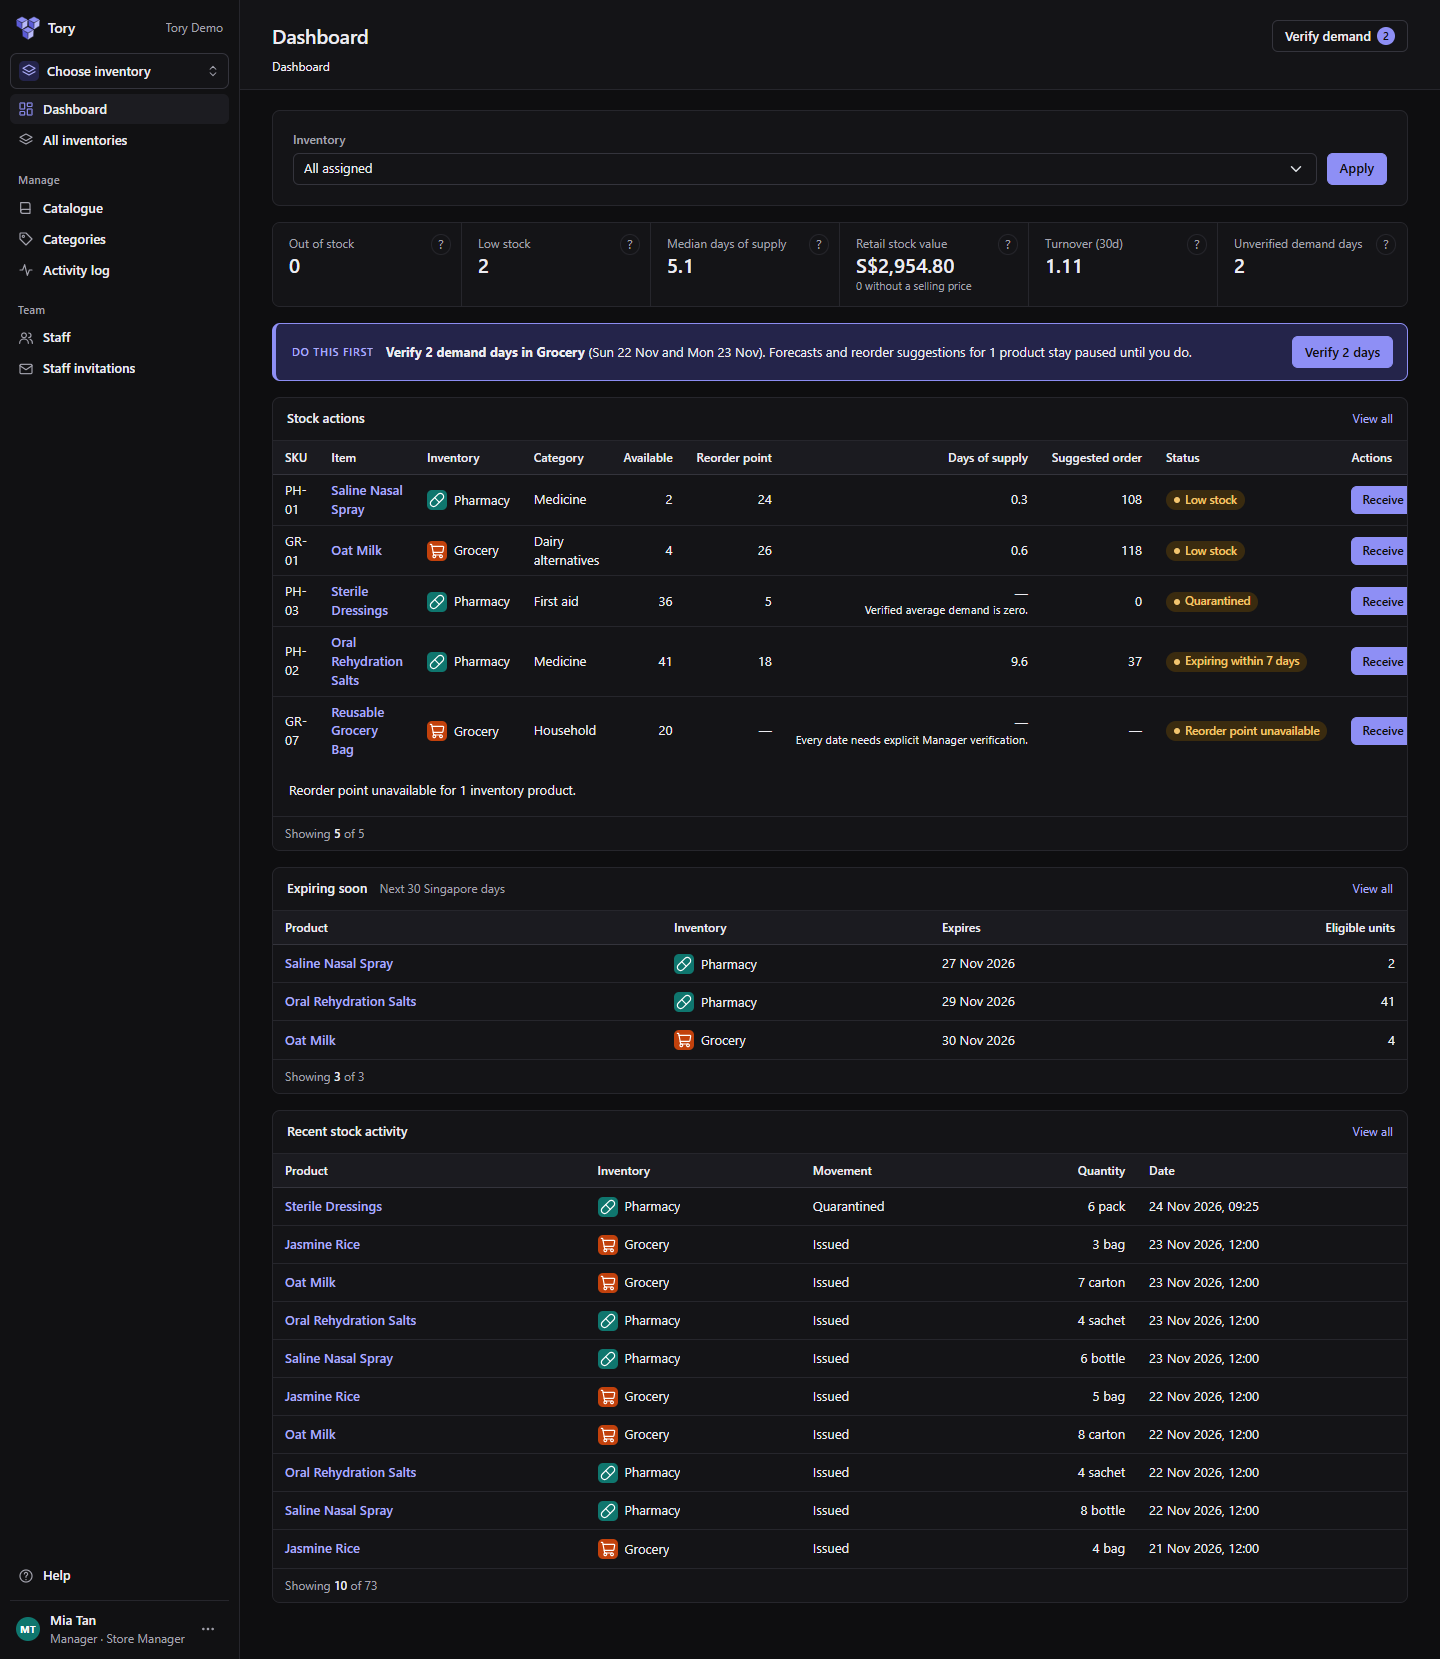 Tory
Tory Demo
Choose inventory
Dashboard
All inventories
Manage
Catalogue
Categories
Activity log
Team
Staff
Staff invitations
Help
MT
Mia Tan
Manager · Store Manager
Dashboard
Dashboard
Verify demand 2
Inventory
All assigned
Apply
Out of stock ?
0
Low stock ?
2
Median days of supply ?
5.1
Retail stock value ?
S$2,954.80
0 without a selling price
Turnover (30d) ?
1.11
Unverified demand days ?
2
DO THIS FIRST Verify 2 demand days in Grocery (Sun 22 Nov and Mon 23 Nov). Forecasts and reorder suggestions for 1 product stay paused until you do. Verify 2 days
Stock actions View all
SKU Item Inventory Category Available Reorder point Days of supply Suggested order Status Actions
PH-01 Saline Nasal Spray Pharmacy Medicine 2 24 0.3 108 Low stock Receive
GR-01 Oat Milk Grocery Dairy alternatives 4 26 0.6 118 Low stock Receive
PH-03 Sterile Dressings Pharmacy First aid 36 5 — Verified average demand is zero. 0 Quarantined Receive
PH-02 Oral Rehydration Salts Pharmacy Medicine 41 18 9.6 37 Expiring within 7 days Receive
GR-07 Reusable Grocery Bag Grocery Household 20 — — Every date needs explicit Manager verification. — Reorder point unavailable Receive
Reorder point unavailable for 1 inventory product.
Showing 5 of 5
Expiring soon Next 30 Singapore days View all
Product Inventory Expires Eligible units
Saline Nasal Spray Pharmacy 27 Nov 2026 2
Oral Rehydration Salts Pharmacy 29 Nov 2026 41
Oat Milk Grocery 30 Nov 2026 4
Showing 3 of 3
Recent stock activity View all
Product Inventory Movement Quantity Date
Sterile Dressings Pharmacy Quarantined 6 pack 24 Nov 2026, 09:25
Jasmine Rice Grocery Issued 3 bag 23 Nov 2026, 12:00
Oat Milk Grocery Issued 7 carton 23 Nov 2026, 12:00
Oral Rehydration Salts Pharmacy Issued 4 sachet 23 Nov 2026, 12:00
Saline Nasal Spray Pharmacy Issued 6 bottle 23 Nov 2026, 12:00
Jasmine Rice Grocery Issued 5 bag 22 Nov 2026, 12:00
Oat Milk Grocery Issued 8 carton 22 Nov 2026, 12:00
Oral Rehydration Salts Pharmacy Issued 4 sachet 22 Nov 2026, 12:00
Saline Nasal Spray Pharmacy Issued 8 bottle 22 Nov 2026, 12:00
Jasmine Rice Grocery Issued 4 bag 21 Nov 2026, 12:00
Showing 10 of 73